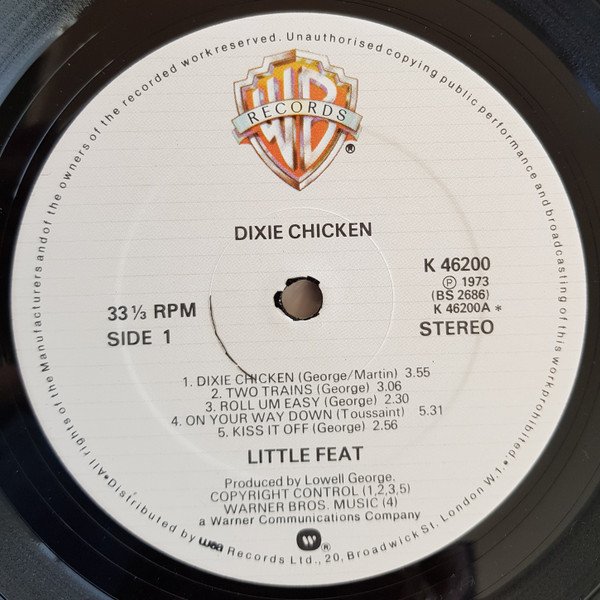 All rights of the Manufacturers and of the owners of the recorded work reserved. Unauthorised copying public performance and broadcasting of this work prohibited.
WB
RECORDS
®
DIXIE CHICKEN
K 46200
℗ 1973
(BS 2686)
K 46200A *
33⅓ RPM
SIDE 1
STEREO
1. DIXIE CHICKEN (George/Martin) 3.55
2. TWO TRAINS (George) 3.06
3. ROLL UM EASY (George) 2.30
4. ON YOUR WAY DOWN (Toussaint) 5.31
5. KISS IT OFF (George) 2.56
LITTLE FEAT
Produced by Lowell George.
COPYRIGHT CONTROL (1,2,3,5)
WARNER BROS. MUSIC (4)
a Warner Communications Company
•Distributed by wea Records Ltd., 20, Broadwick St. London W.1.•